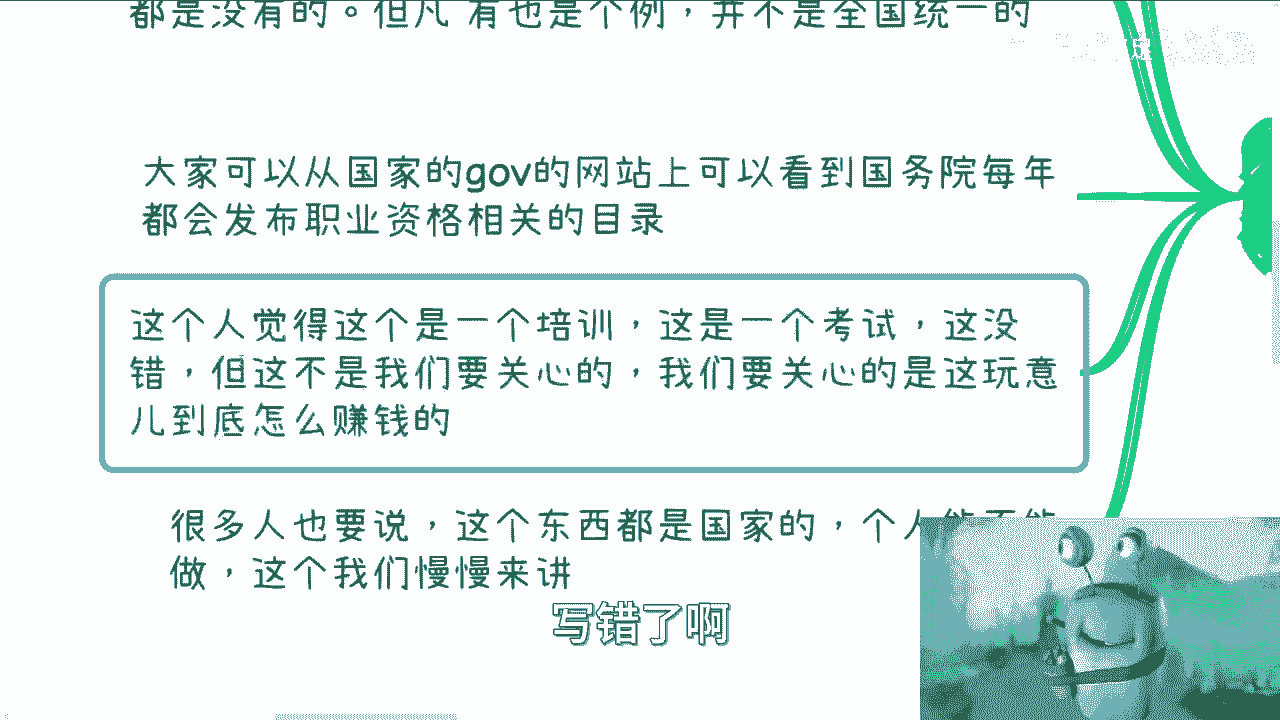 都是没有的。但凡 有也是个例，并不是全国统一的
大家可以从国家的gov的网站上可以看到国务院每年
都会发布职业资格相关的目录
这个人觉得这个是一个培训，这是一个考试，这没
错，但这不是我们要关心的，我们要关心的是这玩意
儿到底怎么赚钱的
很多人也要说，这个东西都是国家的，个人能不能
做，这个我们慢慢来讲
写错了啊